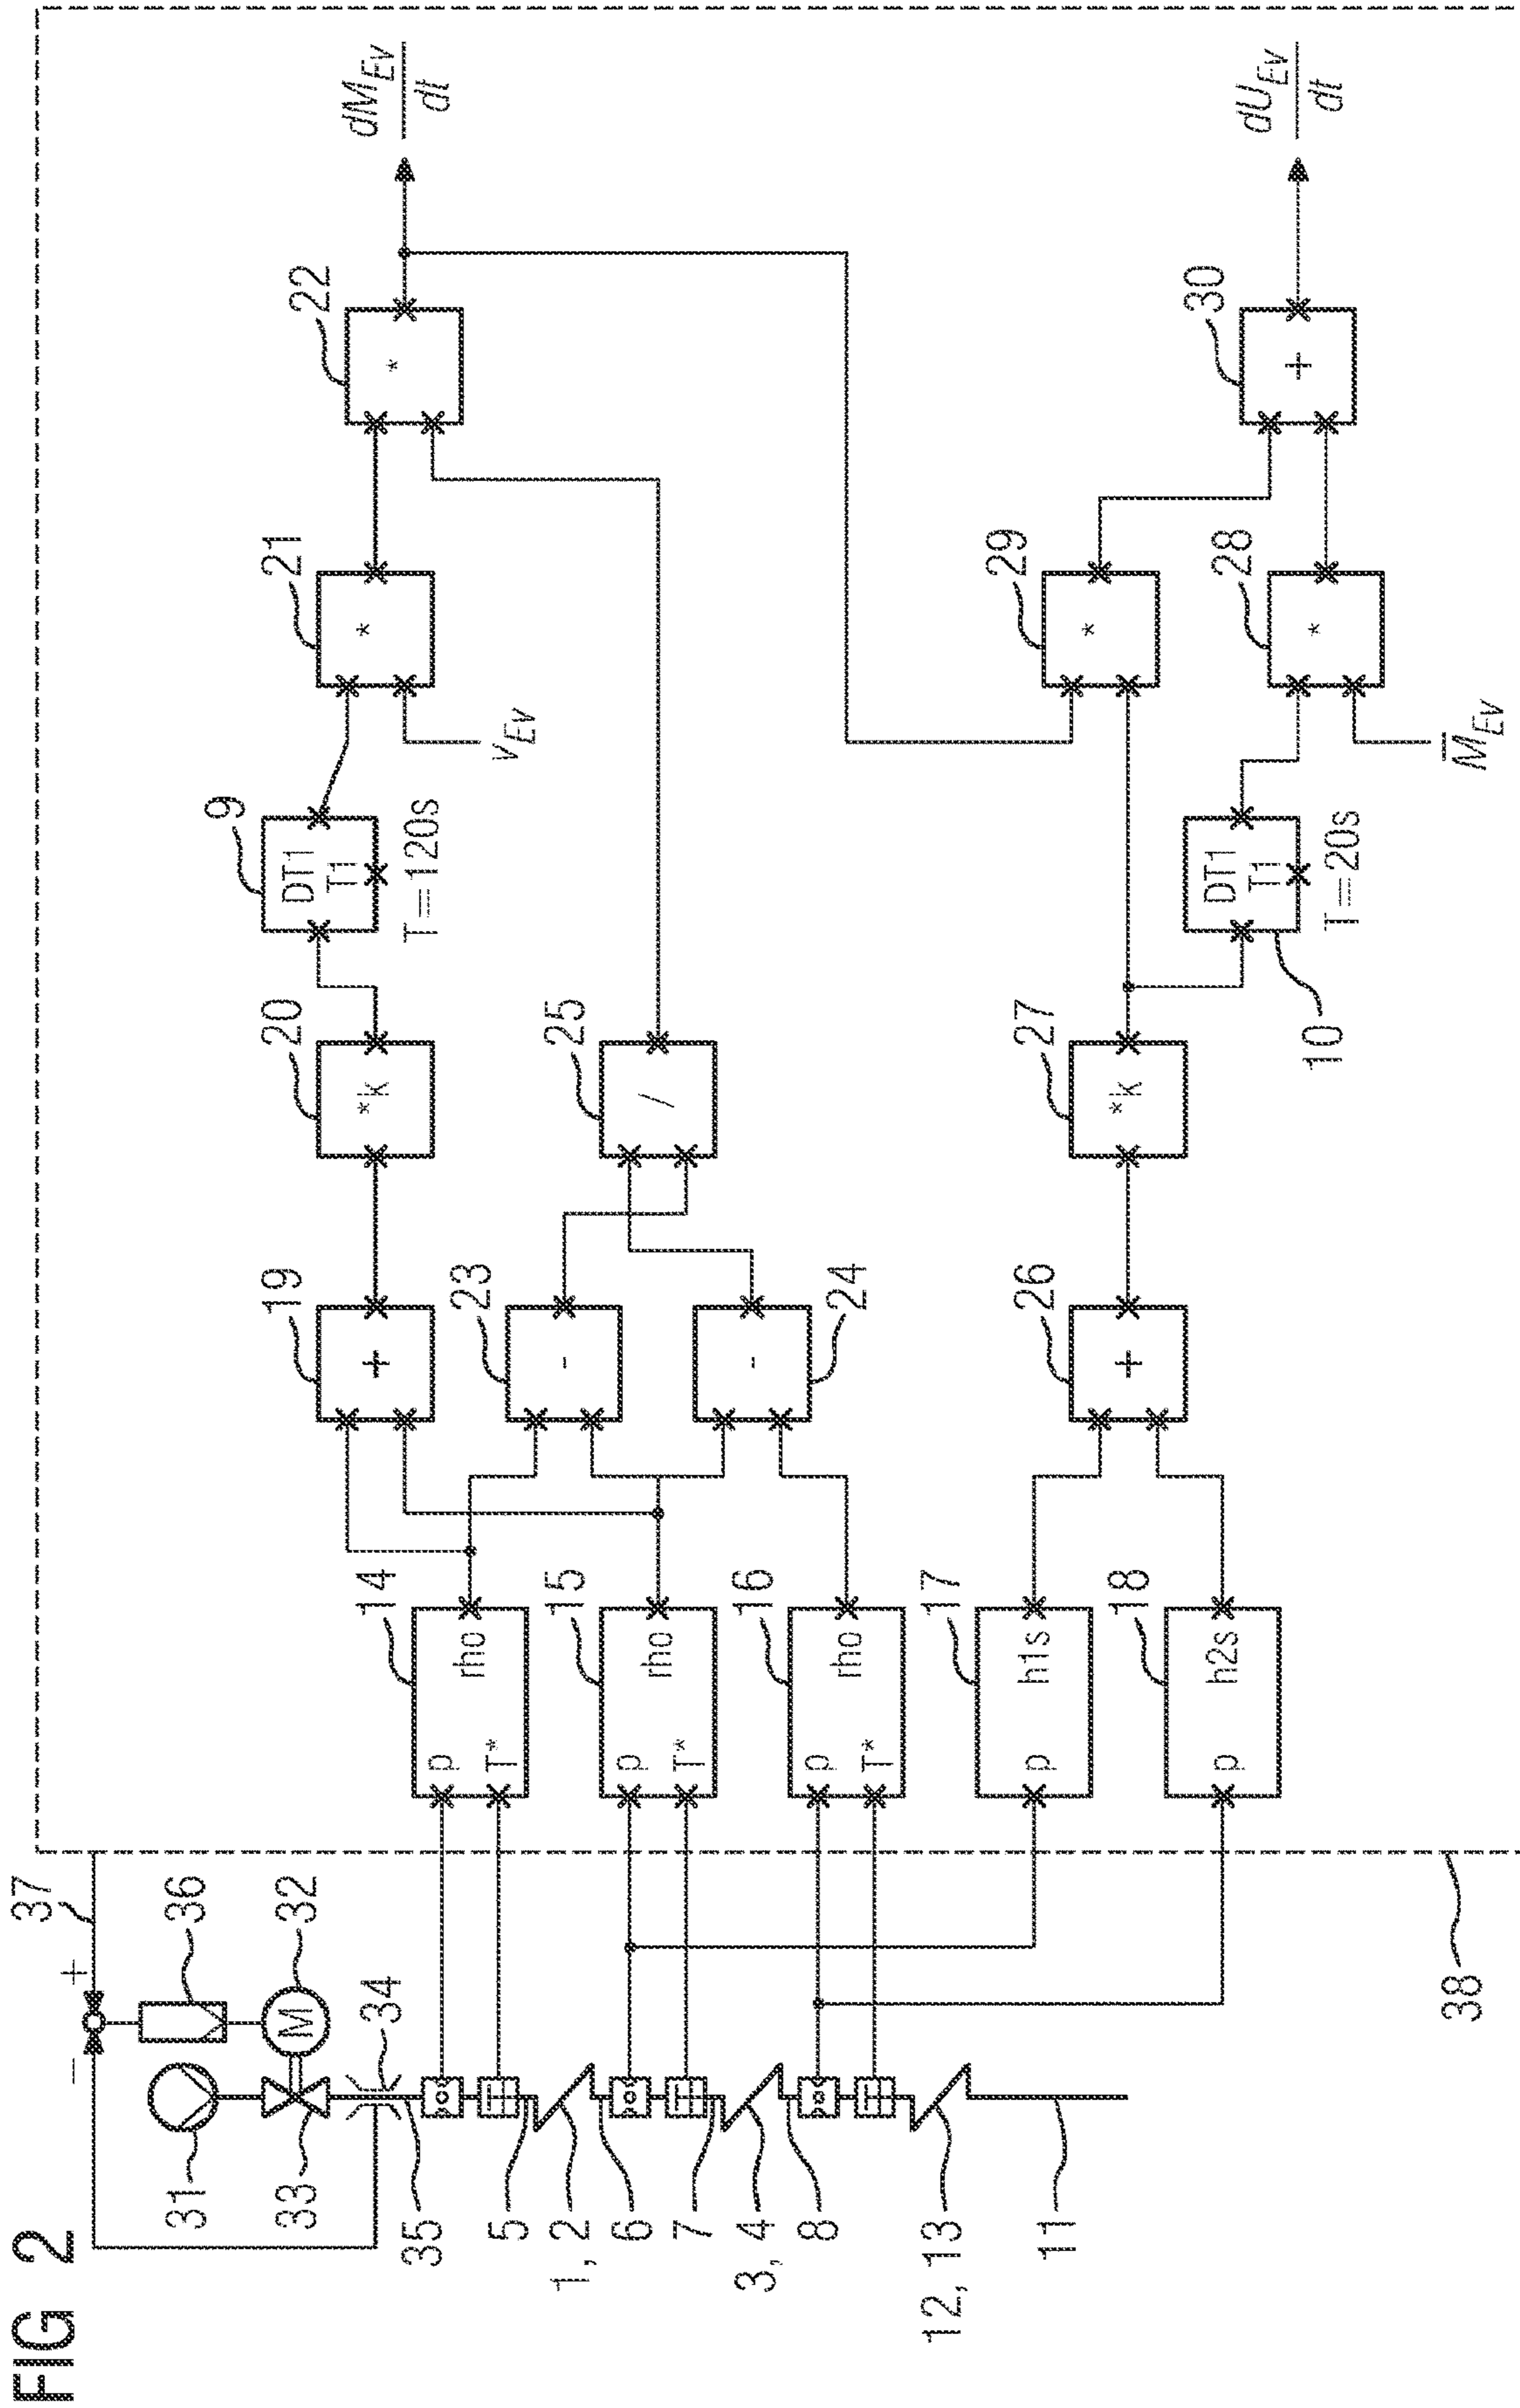 FIG 2
37
36
32
+
−
M
34
31
33
35
5
1, 2
6
7
3, 4
8
12, 13
11
38
14
p
T*
rho
15
p
T*
rho
16
p
T*
rho
17
p
h1s
18
p
h2s
19
+
23
-
24
-
26
+
20
*k
25
/
27
*k
9
DT1
T1
T=120s
10
DT1
T1
T=20s
21
*
V_Ev
29
*
28
*
M̅_Ev
22
*
30
+
dM_Ev
dt
dU_Ev
dt